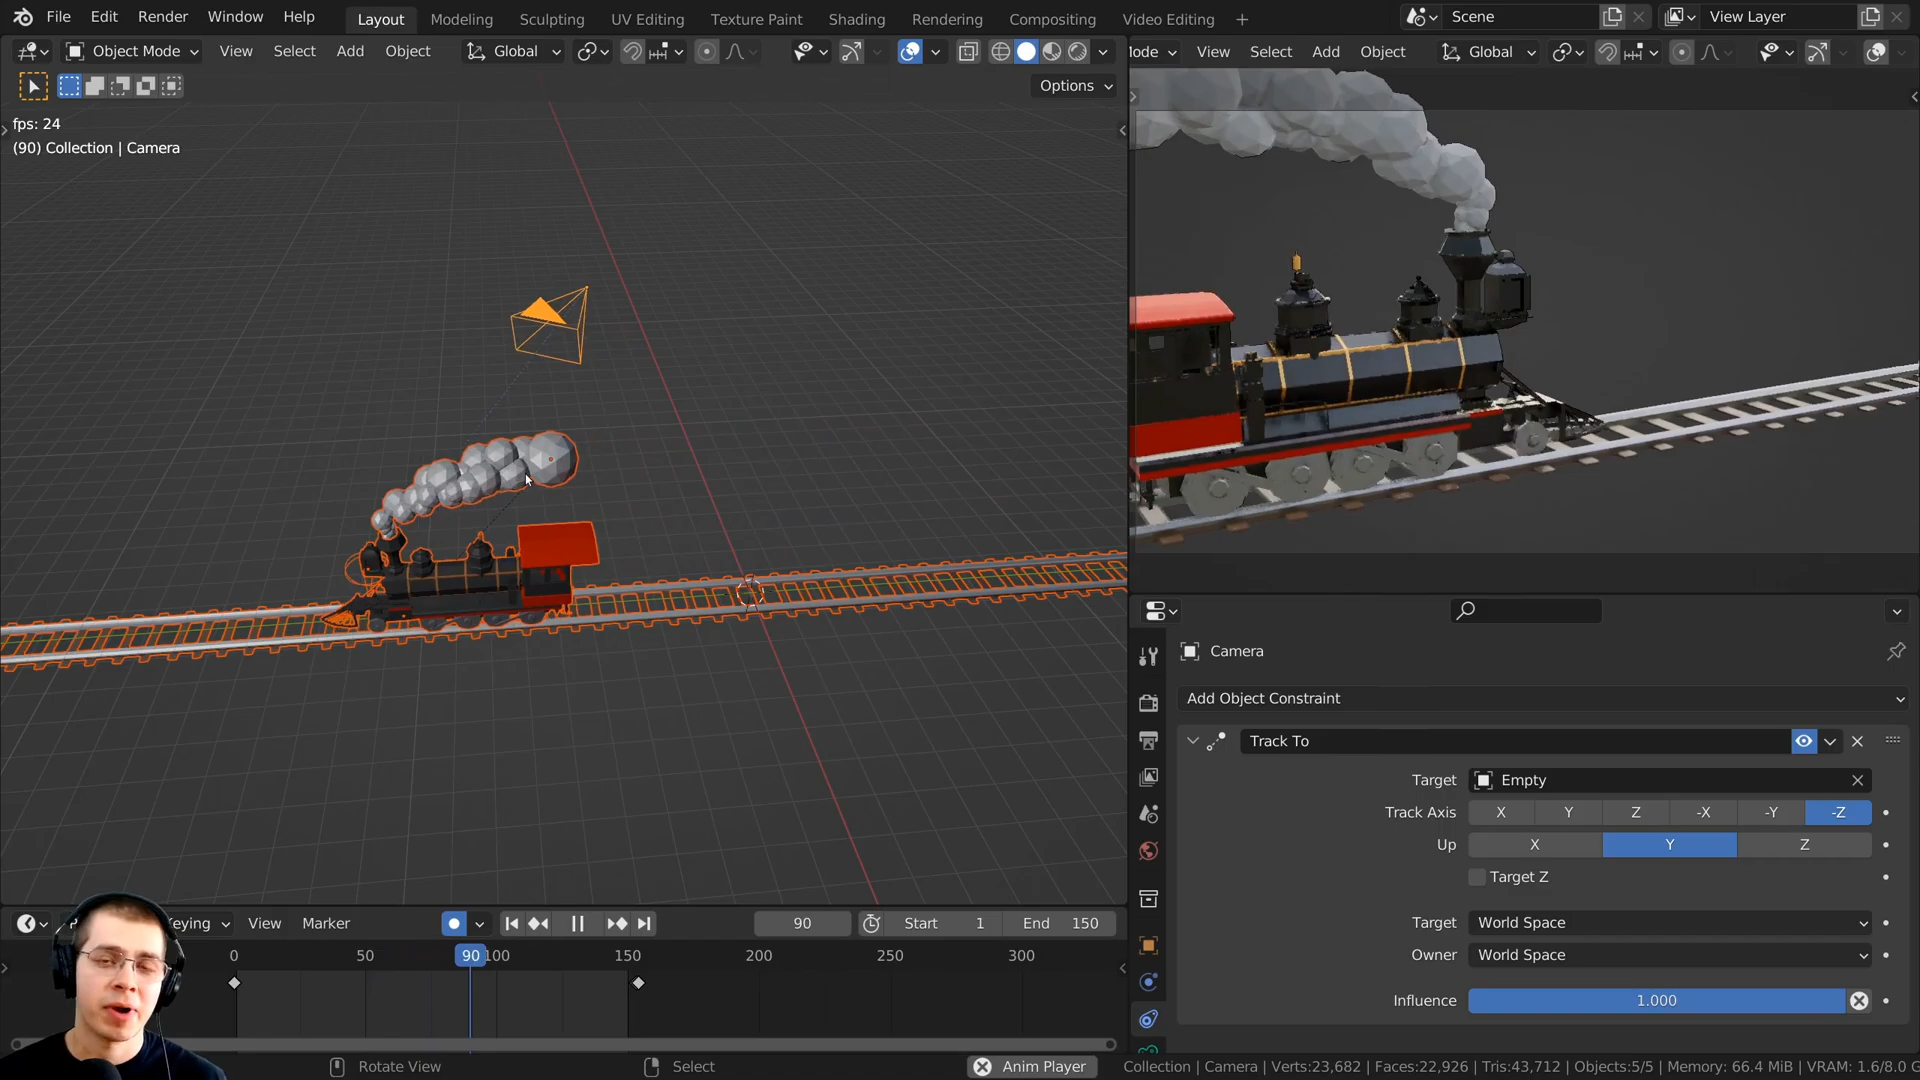 File Edit Render Window Help Layout Modeling Sculpting UV Editing Texture Paint Shading Rendering Compositing Video Editing + Scene View Layer
Object Mode View Select Add Object Global
Mode View Select Add Object Global
Options
fps: 24
(90) Collection | Camera
Camera
Add Object Constraint
Track To
Target Empty
Track Axis X Y Z -X -Y -Z
Up X Y Z
Target Z
Target World Space
Owner World Space
Influence 1.000
Keying View Marker 90 Start 1 End 150
0 50 90 100 150 200 250 300
Rotate View Select Anim Player Collection | Camera | Verts:23,682 | Faces:22,926 | Tris:43,712 | Objects:5/5 | Memory: 66.4 MiB | VRAM: 1.6/8.0 G